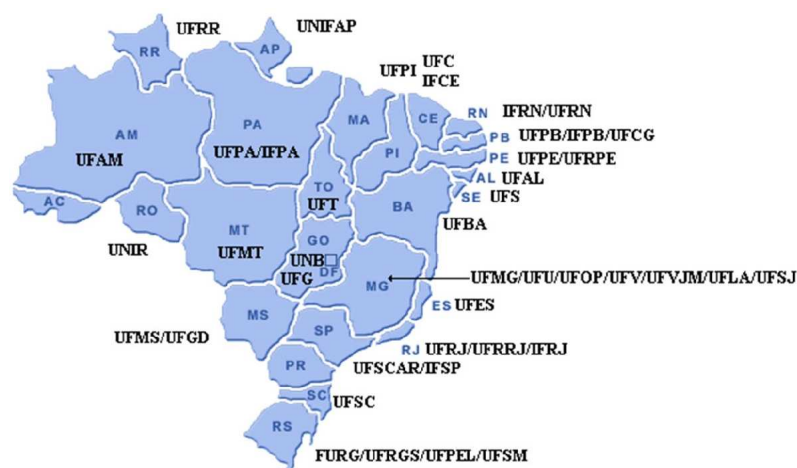 UFRR
UNIFAP
RR
AP
UFPI
UFC
IFCE
AM
UFAM
PA
UFPA/IFPA
MA
CE
RN
IFRN/UFRN
PB
UFPB/IFPB/UFCG
PI
PE
UFPE/UFRPE
AL
UFAL
SE
UFS
TO
UFT
AC
RO
UNIR
MT
UFMT
BA
UFBA
GO
UNB
DF
UFG
MG
UFMG/UFU/UFOP/UFV/UFVJM/UFLA/UFSJ
ES
UFES
MS
UFMS/UFGD
SP
RJ
UFRJ/UFRRJ/IFRJ
UFSCAR/IFSP
PR
SC
UFSC
RS
FURG/UFRGS/UFPEL/UFSM